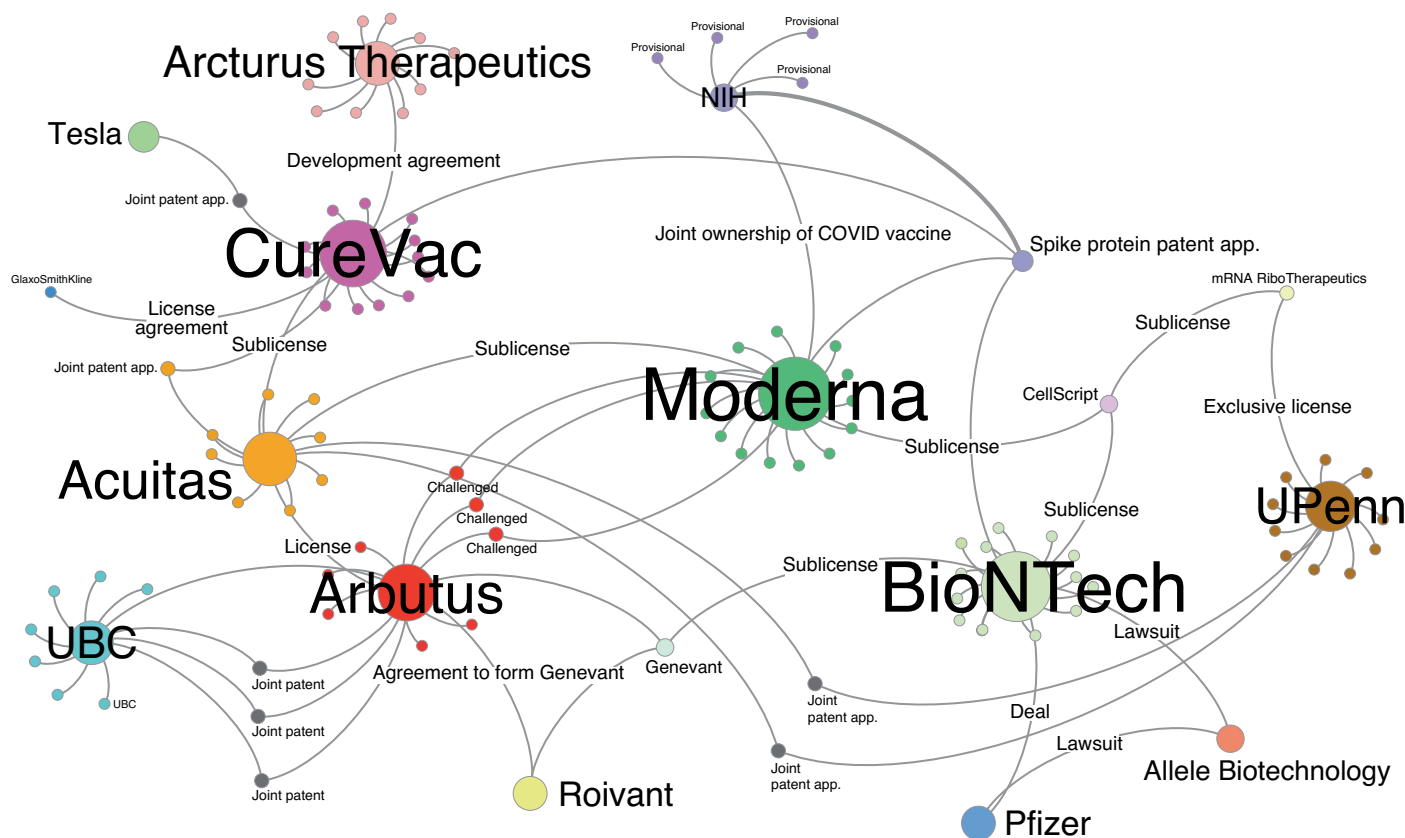 Provisional
Provisional
Provisional
Provisional
Arcturus Therapeutics
NIH
Tesla
Development agreement
Joint patent app.
Joint ownership of COVID vaccine
Spike protein patent app.
CureVac
GlaxoSmithKline
mRNA RiboTherapeutics
License
agreement
Sublicense
Sublicense
Sublicense
Joint patent app.
Moderna
CellScript
Exclusive license
Sublicense
Acuitas
Challenged
Challenged
Challenged
Sublicense
UPenn
License
Sublicense
Arbutus
BioNTech
UBC
Lawsuit
Agreement to form Genevant
Genevant
Joint patent
UBC
Joint
patent app.
Deal
Joint patent
Lawsuit
Joint
patent app.
Allele Biotechnology
Joint patent
Roivant
Pfizer